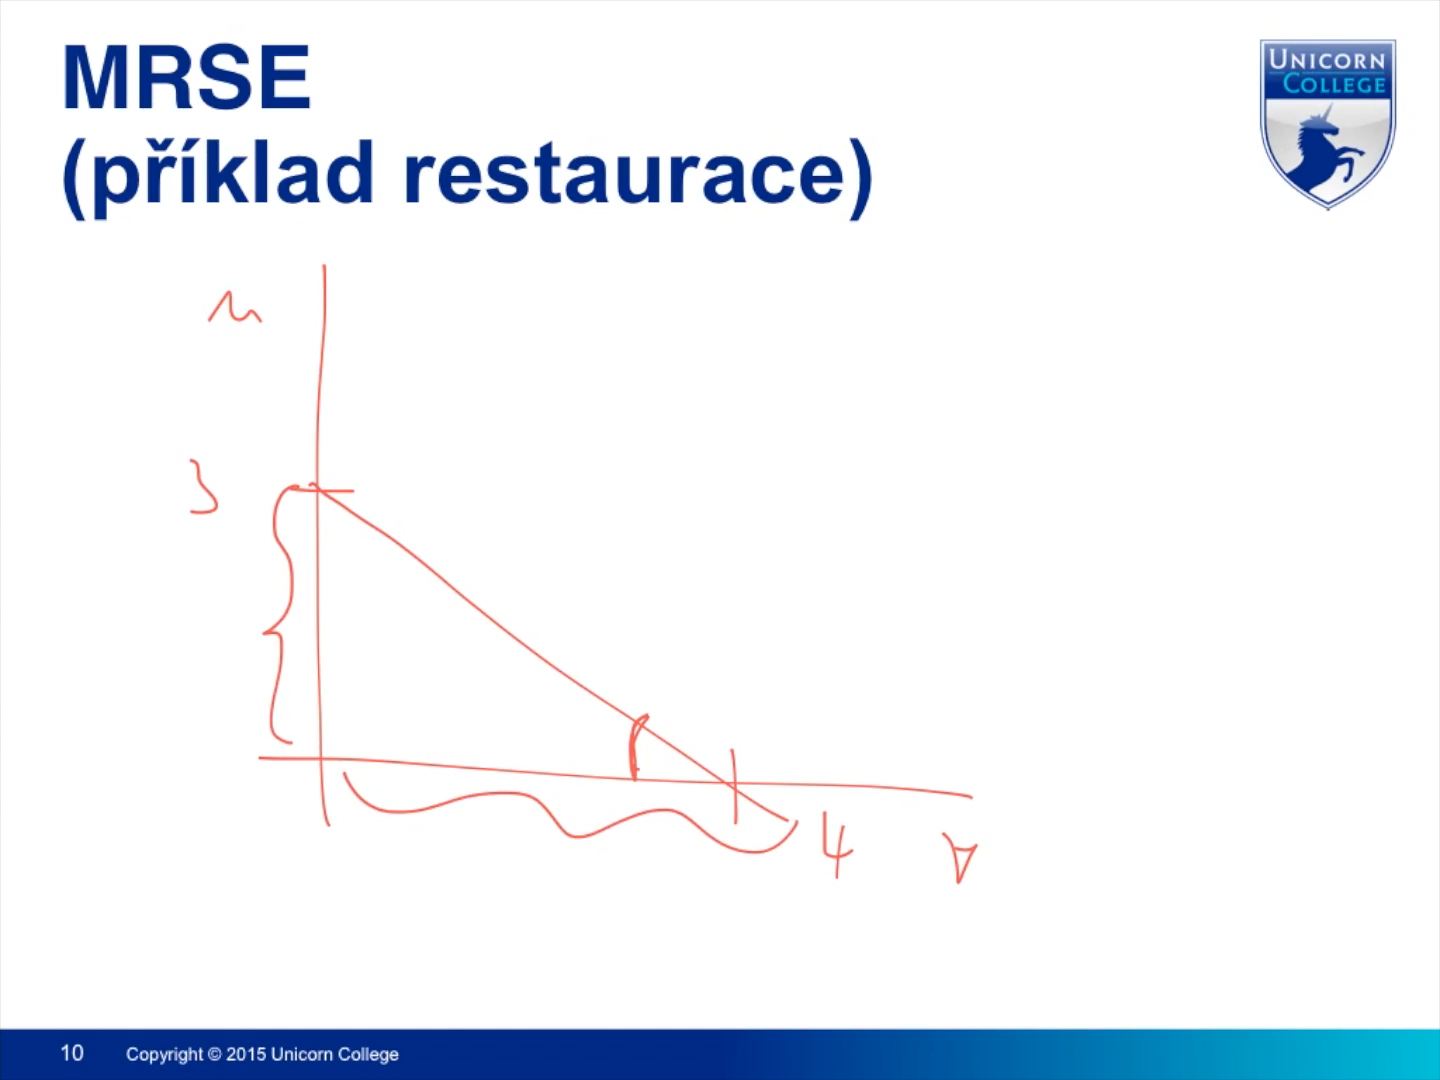 MRSE
(příklad restaurace)
UNICORN
COLLEGE
3
4
10 Copyright © 2015 Unicorn College